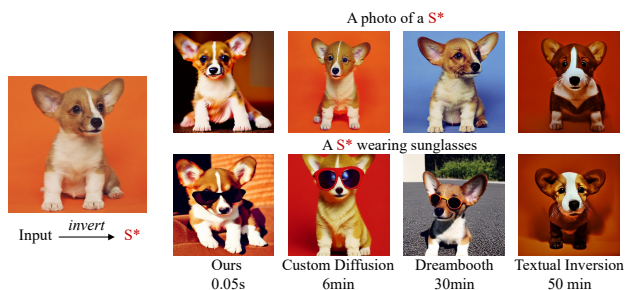 A photo of a S*
A S* wearing sunglasses
Input invert S*
Ours Custom Diffusion Dreambooth Textual Inversion
0.05s 6min 30min 50 min